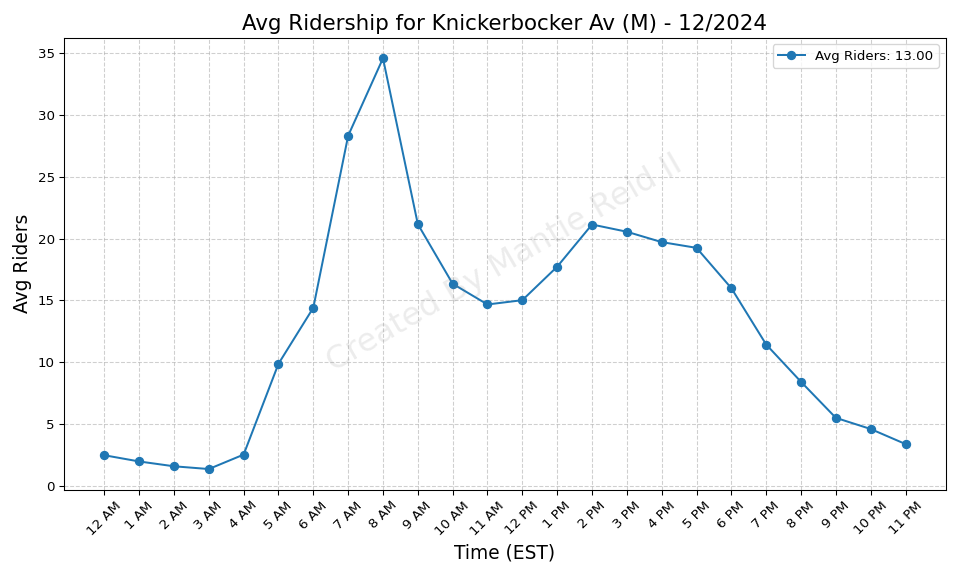 Avg Ridership for Knickerbocker Av (M) - 12/2024
Avg Riders: 13.00
Avg Riders
35
30
25
20
15
10
5
0
Created By Mantie Reid II
12 AM
1 AM
2 AM
3 AM
4 AM
5 AM
6 AM
7 AM
8 AM
9 AM
10 AM
11 AM
12 PM
1 PM
2 PM
3 PM
4 PM
5 PM
6 PM
7 PM
8 PM
9 PM
10 PM
11 PM
Time (EST)